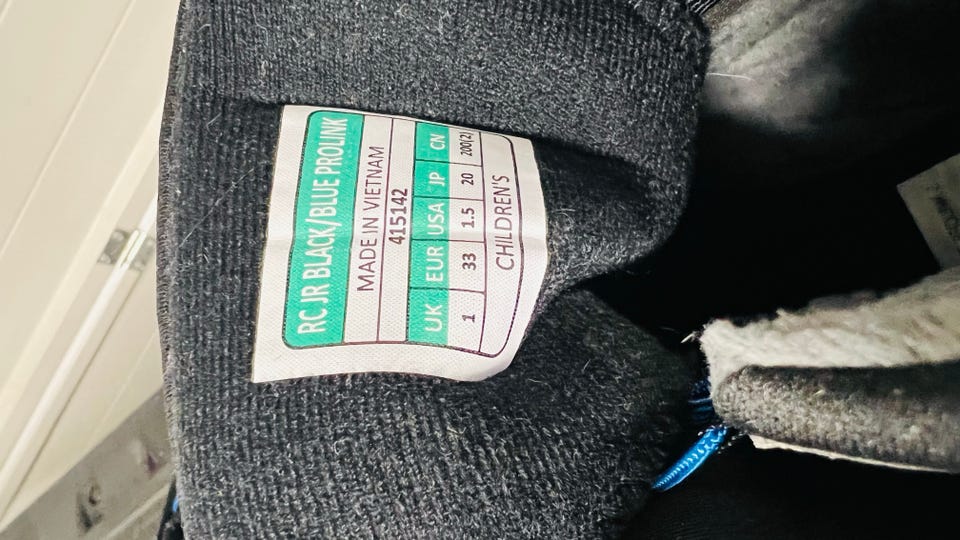 RC JR BLACK/BLUE PROLINK
MADE IN VIETNAM
415142
UK EUR USA JP CN
1 33 1.5 20 200(2)
CHILDREN'S